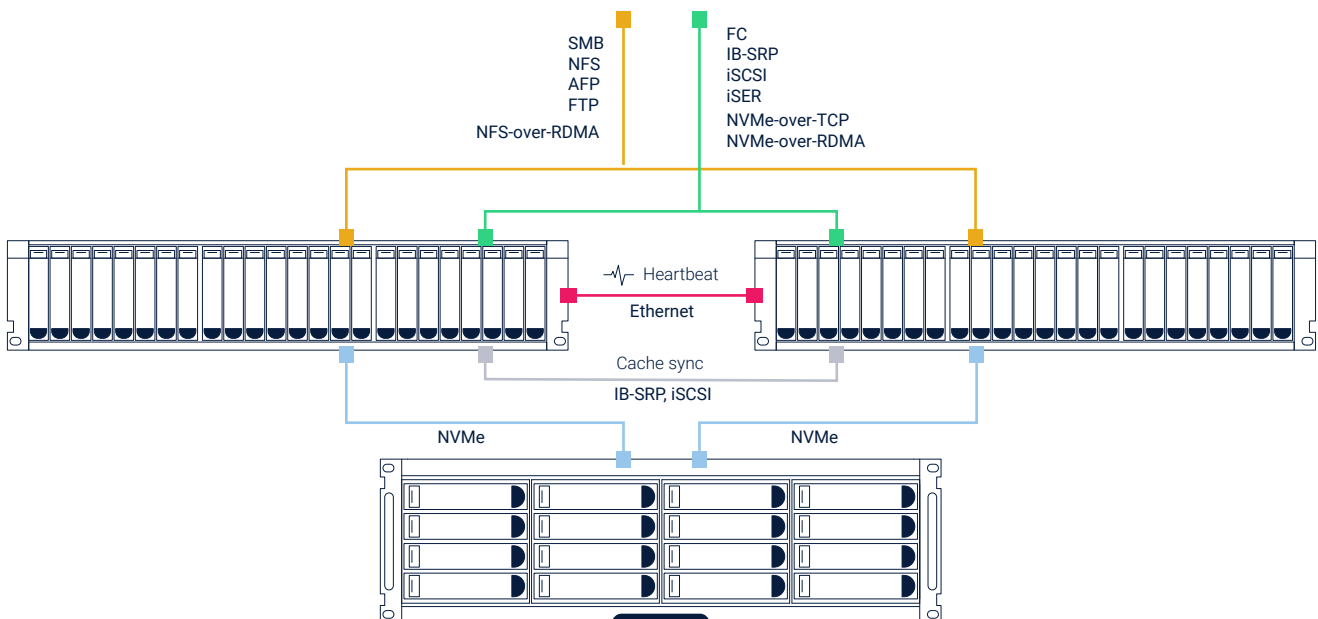 SMB
NFS
AFP
FTP
NFS-over-RDMA
FC
IB-SRP
iSCSI
iSER
NVMe-over-TCP
NVMe-over-RDMA
Heartbeat
Ethernet
Cache sync
IB-SRP, iSCSI
NVMe
NVMe